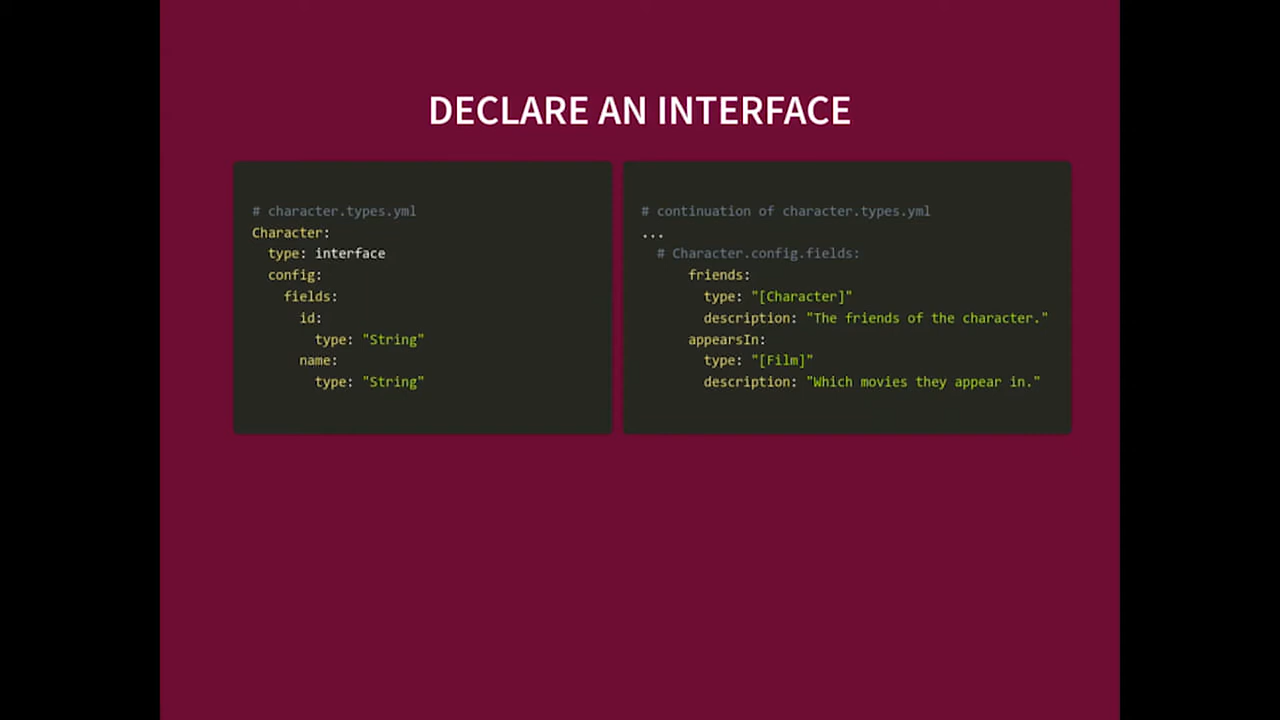 DECLARE AN INTERFACE
# character.types.yml
Character:
  type: interface
  config:
    fields:
      id:
        type: "String"
      name:
        type: "String"
# continuation of character.types.yml
...
  # Character.config.fields:
      friends:
        type: "[Character]"
        description: "The friends of the character."
      appearsIn:
        type: "[Film]"
        description: "Which movies they appear in."